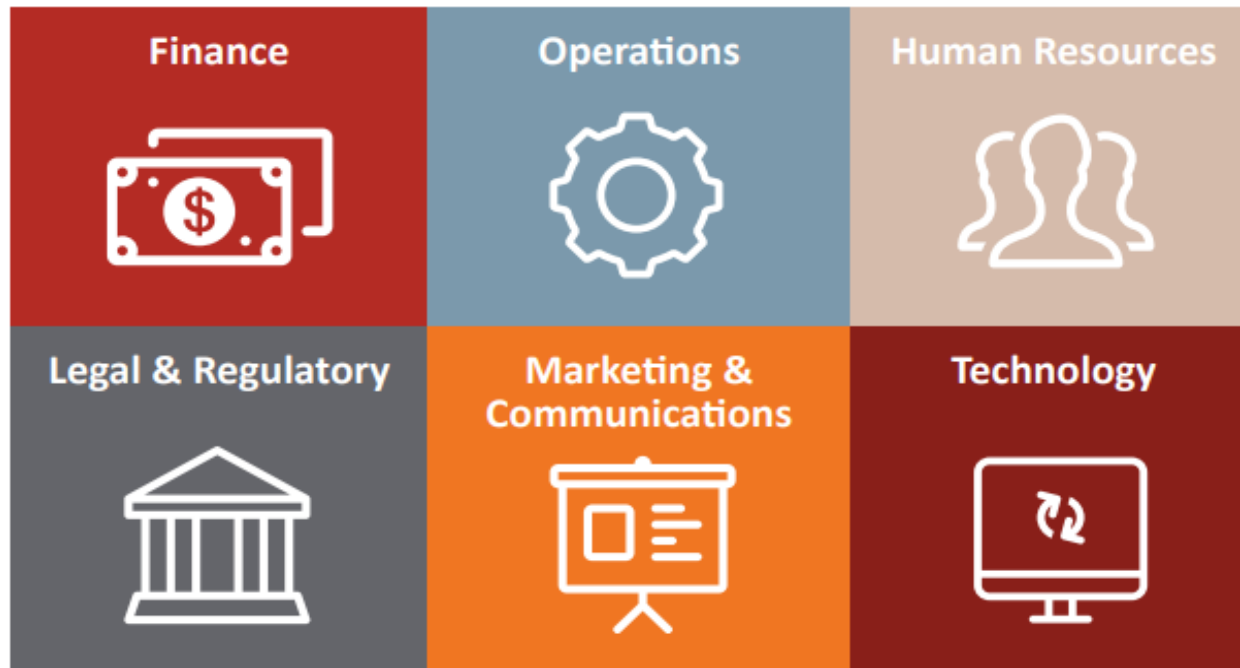 Finance
Operations
Human Resources
$
Legal & Regulatory
Marketing &
Communications
Technology